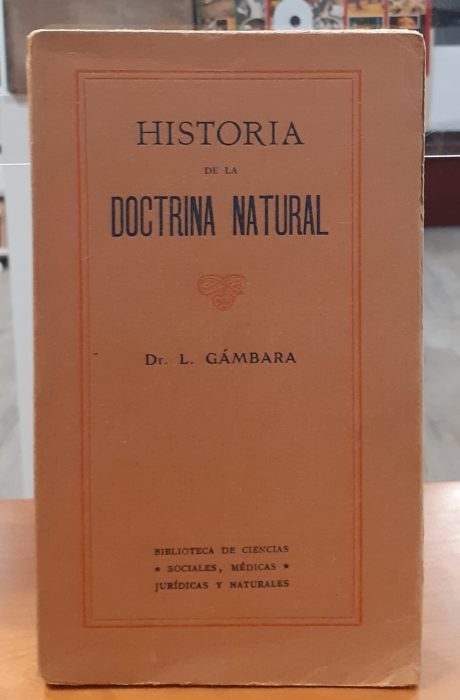 HISTORIA
DE LA
DOCTRINA NATURAL
Dr. L. GÁMBARA
BIBLIOTECA DE CIENCIAS
* SOCIALES, MÉDICAS *
JURÍDICAS Y NATURALES